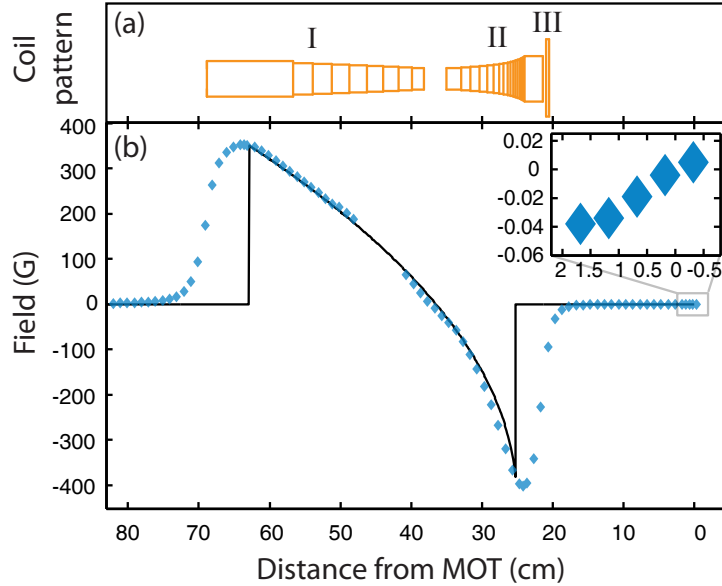 (a)
I
II
III
Coil
pattern
(b)
400
300
200
100
0
-100
-200
-300
-400
Field (G)
0.02
0
-0.02
-0.04
-0.06
2 1.5 1 0.5 0 -0.5
80 70 60 50 40 30 20 10 0
Distance from MOT (cm)